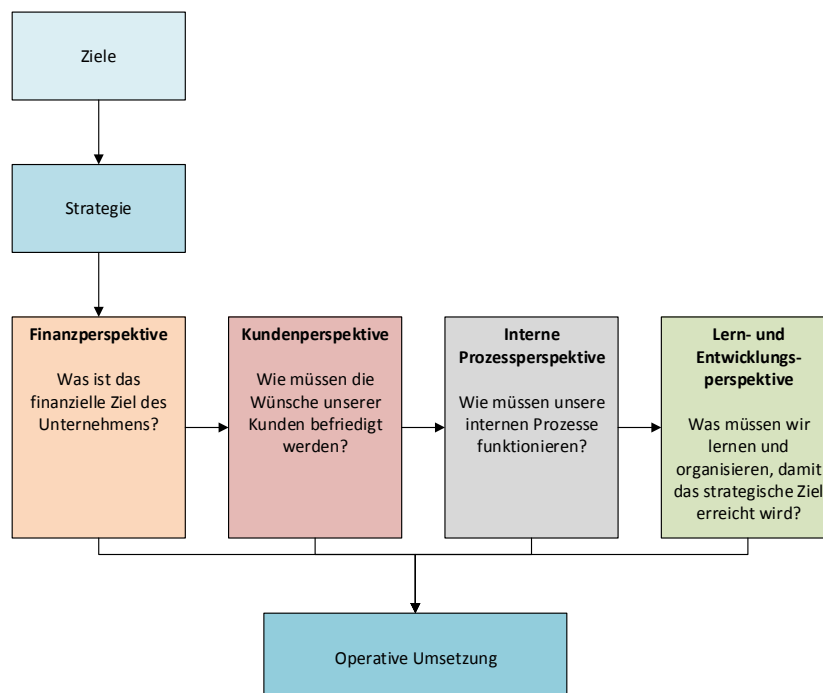 Ziele
Strategie
Finanzperspektive
Was ist das
finanzielle Ziel des
Unternehmens?
Kundenperspektive
Wie müssen die
Wünsche unserer
Kunden befriedigt
werden?
Interne
Prozessperspektive
Wie müssen unsere
internen Prozesse
funktionieren?
Lern- und
Entwicklungs-
perspektive
Was müssen wir
lernen und
organisieren, damit
das strategische Ziel
erreicht wird?
Operative Umsetzung